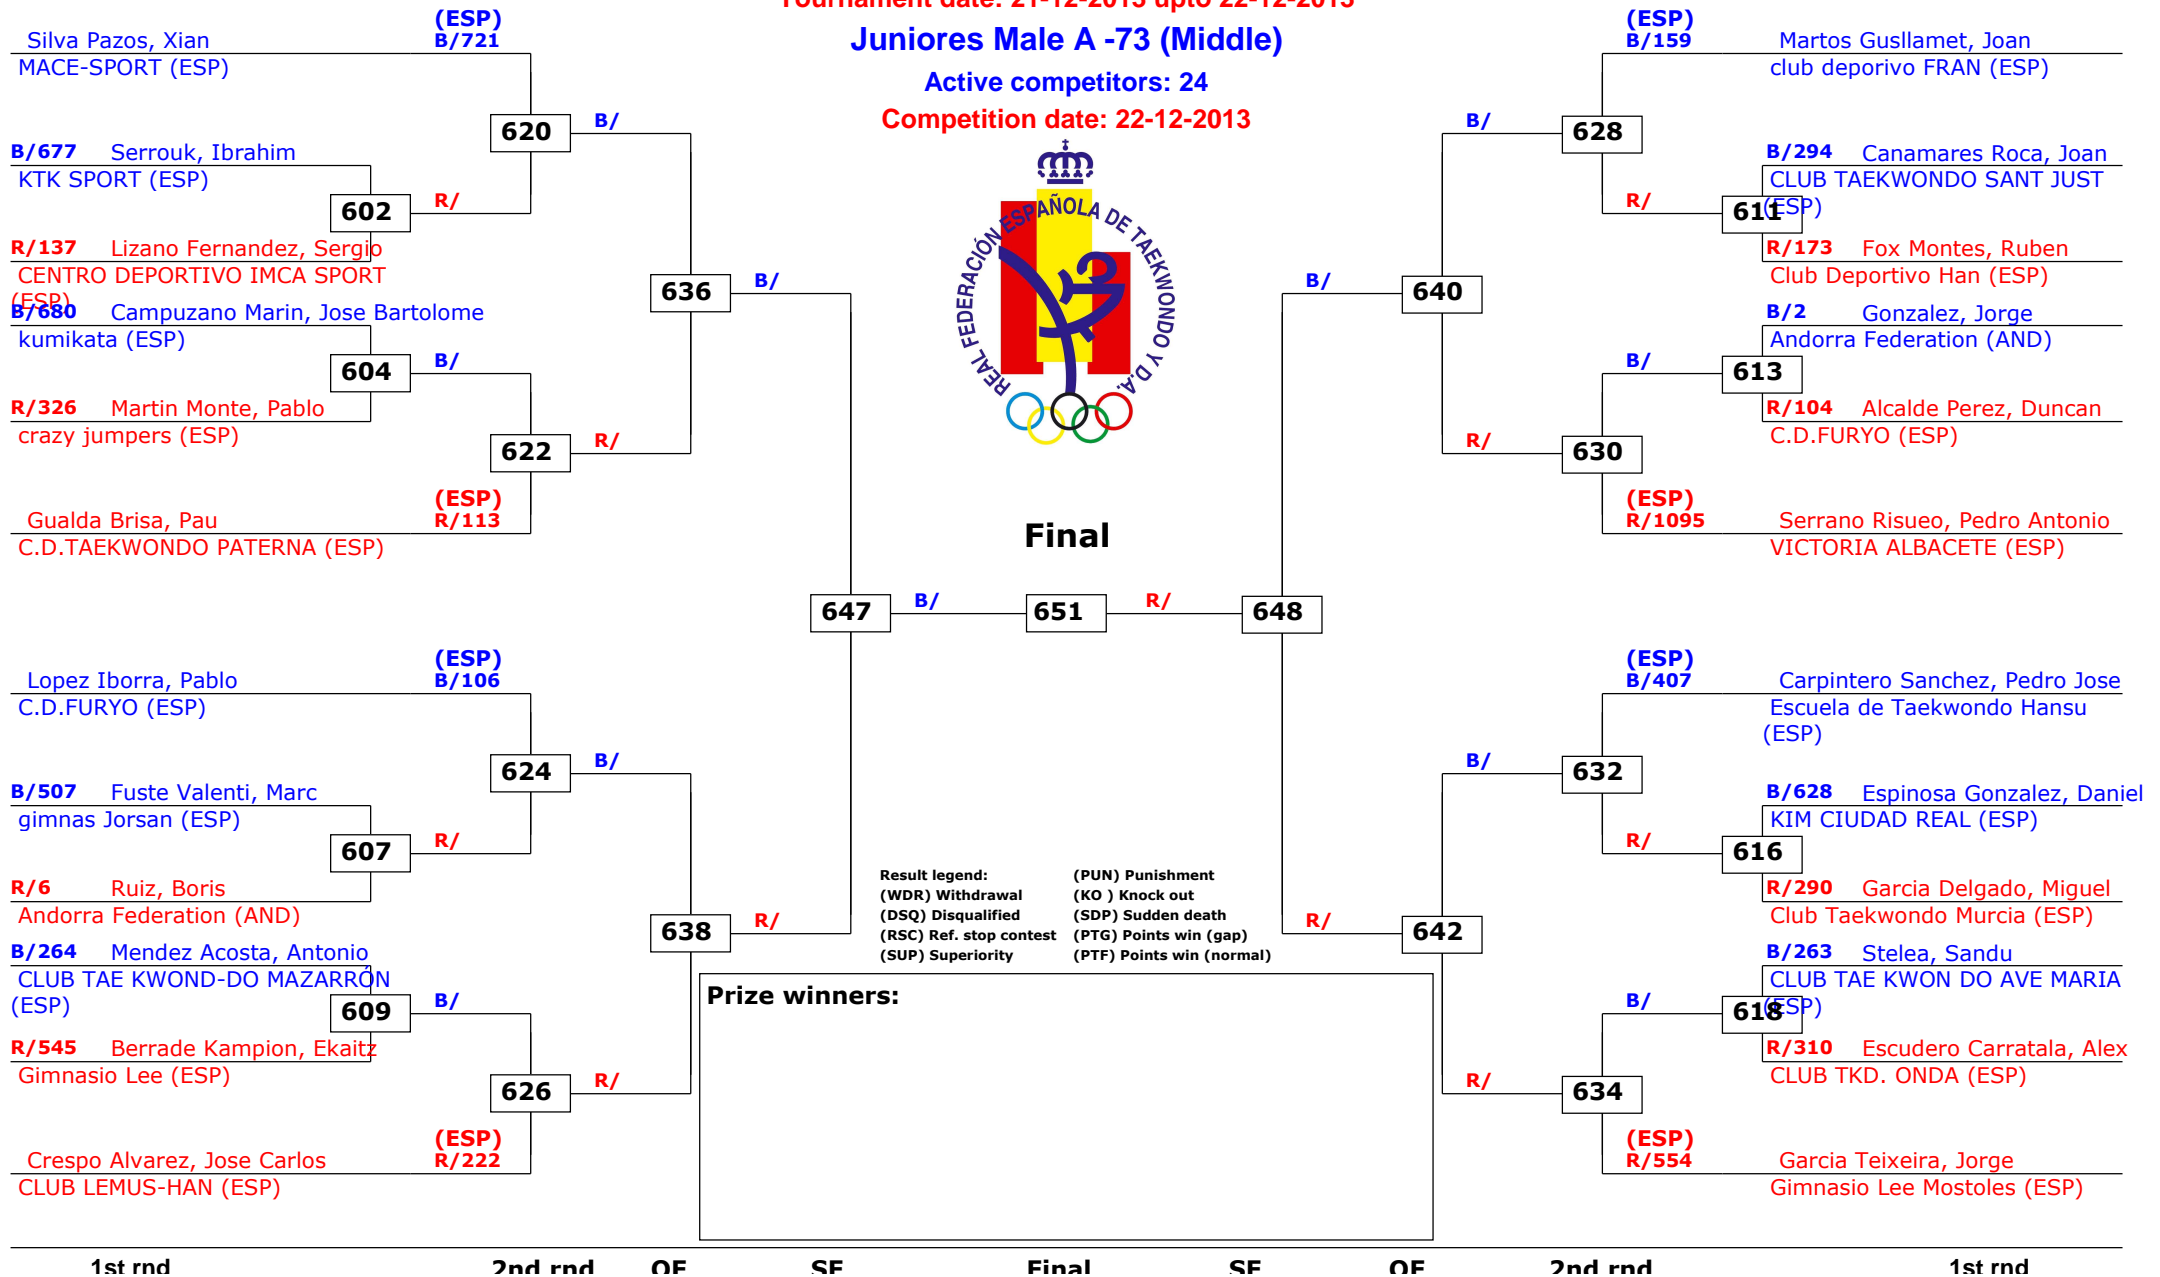 Tournament date: 21-12-2013 upto 22-12-2013
Juniores Male A -73 (Middle)
Active competitors: 24
Competition date: 22-12-2013
REAL FEDERACIÓN ESPAÑOLA DE TAEKWONDO Y D.A.
(ESP)
Silva Pazos, Xian B/721
MACE-SPORT (ESP)
620 B/
B/677 Serrouk, Ibrahim
KTK SPORT (ESP)
602 R/
R/137 Lizano Fernandez, Sergio
CENTRO DEPORTIVO IMCA SPORT
(ESP)
636 B/
B/680 Campuzano Marin, Jose Bartolome
kumikata (ESP)
604 B/
R/326 Martin Monte, Pablo
crazy jumpers (ESP)
622 R/
(ESP)
Gualda Brisa, Pau R/113
C.D.TAEKWONDO PATERNA (ESP)
Final
647 B/ 651 R/ 648
(ESP)
Lopez Iborra, Pablo B/106
C.D.FURYO (ESP)
624 B/
B/507 Fuste Valenti, Marc
gimnas Jorsan (ESP)
607 R/
R/6 Ruiz, Boris
Andorra Federation (AND)
638 R/
B/264 Mendez Acosta, Antonio
CLUB TAE KWOND-DO MAZARRÓN
(ESP)
609 B/
R/545 Berrade Kampion, Ekaitz
Gimnasio Lee (ESP)
626 R/
(ESP)
Crespo Alvarez, Jose Carlos R/222
CLUB LEMUS-HAN (ESP)
(ESP)
B/159 Martos Gusllamet, Joan
club deporivo FRAN (ESP)
B/ 628
B/294 Canamares Roca, Joan
CLUB TAEKWONDO SANT JUST
(ESP)
R/ 611
R/173 Fox Montes, Ruben
Club Deportivo Han (ESP)
B/ 640
B/2 Gonzalez, Jorge
Andorra Federation (AND)
B/ 613
R/104 Alcalde Perez, Duncan
C.D.FURYO (ESP)
R/ 630
(ESP)
R/1095 Serrano Risueo, Pedro Antonio
VICTORIA ALBACETE (ESP)
(ESP)
B/407 Carpintero Sanchez, Pedro Jose
Escuela de Taekwondo Hansu
(ESP)
B/ 632
B/628 Espinosa Gonzalez, Daniel
KIM CIUDAD REAL (ESP)
R/ 616
R/290 Garcia Delgado, Miguel
Club Taekwondo Murcia (ESP)
R/ 642
B/263 Stelea, Sandu
CLUB TAE KWON DO AVE MARIA
(ESP)
B/ 618
R/310 Escudero Carratala, Alex
CLUB TKD. ONDA (ESP)
R/ 634
(ESP)
R/554 Garcia Teixeira, Jorge
Gimnasio Lee Mostoles (ESP)
Result legend: (PUN) Punishment
(WDR) Withdrawal (KO ) Knock out
(DSQ) Disqualified (SDP) Sudden death
(RSC) Ref. stop contest (PTG) Points win (gap)
(SUP) Superiority (PTF) Points win (normal)
Prize winners:
1st rnd 2nd rnd QF SF Final SF QF 2nd rnd 1st rnd